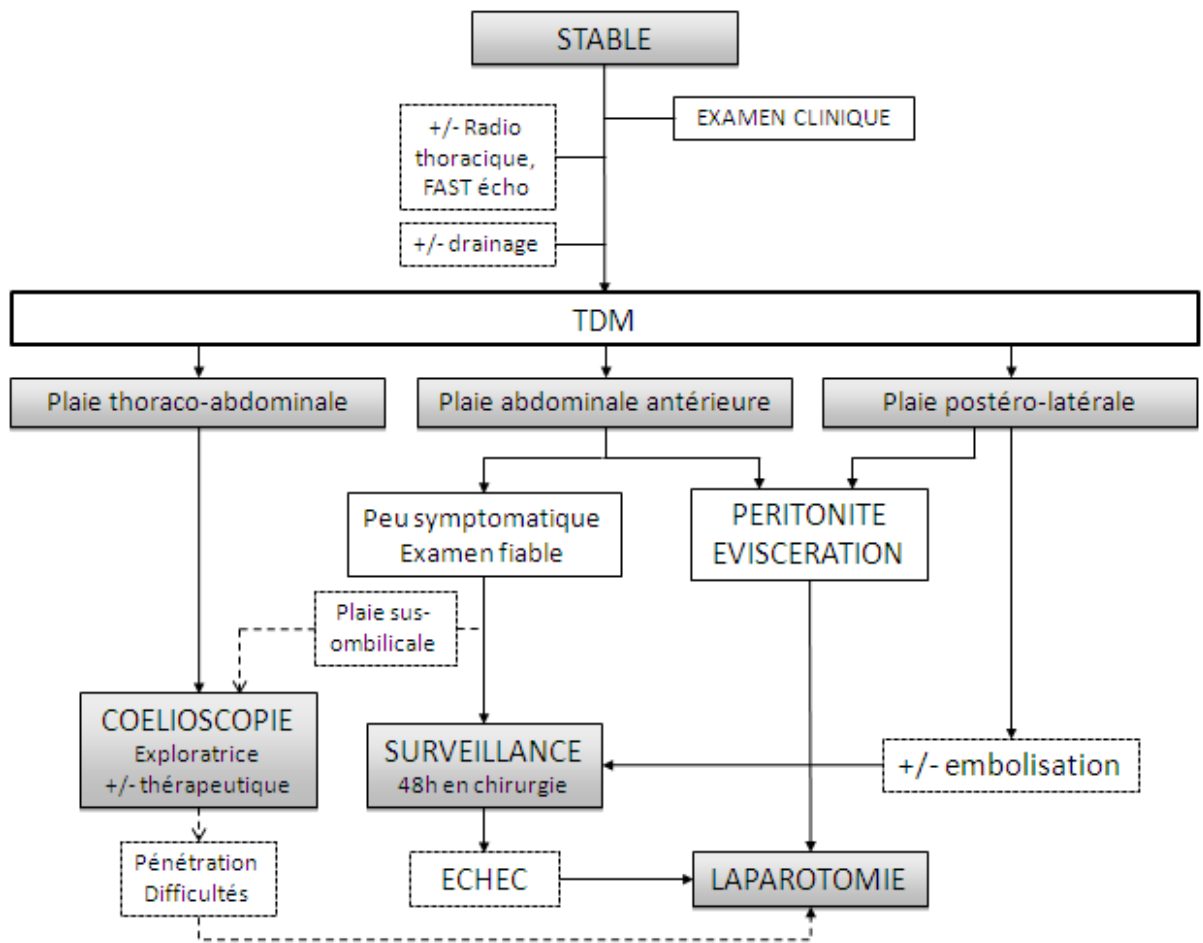 STABLE
EXAMEN CLINIQUE
+/- Radio
thoracique,
FAST écho
+/- drainage
TDM
Plaie thoraco-abdominale
Plaie abdominale antérieure
Plaie postéro-latérale
Peu symptomatique
Examen fiable
PERITONITE
EVISCERATION
Plaie sus-
ombilicale
COELIOSCOPIE
Exploratrice
+/- thérapeutique
SURVEILLANCE
48h en chirurgie
+/- embolisation
Pénétration
Difficultés
ECHEC
LAPAROTOMIE